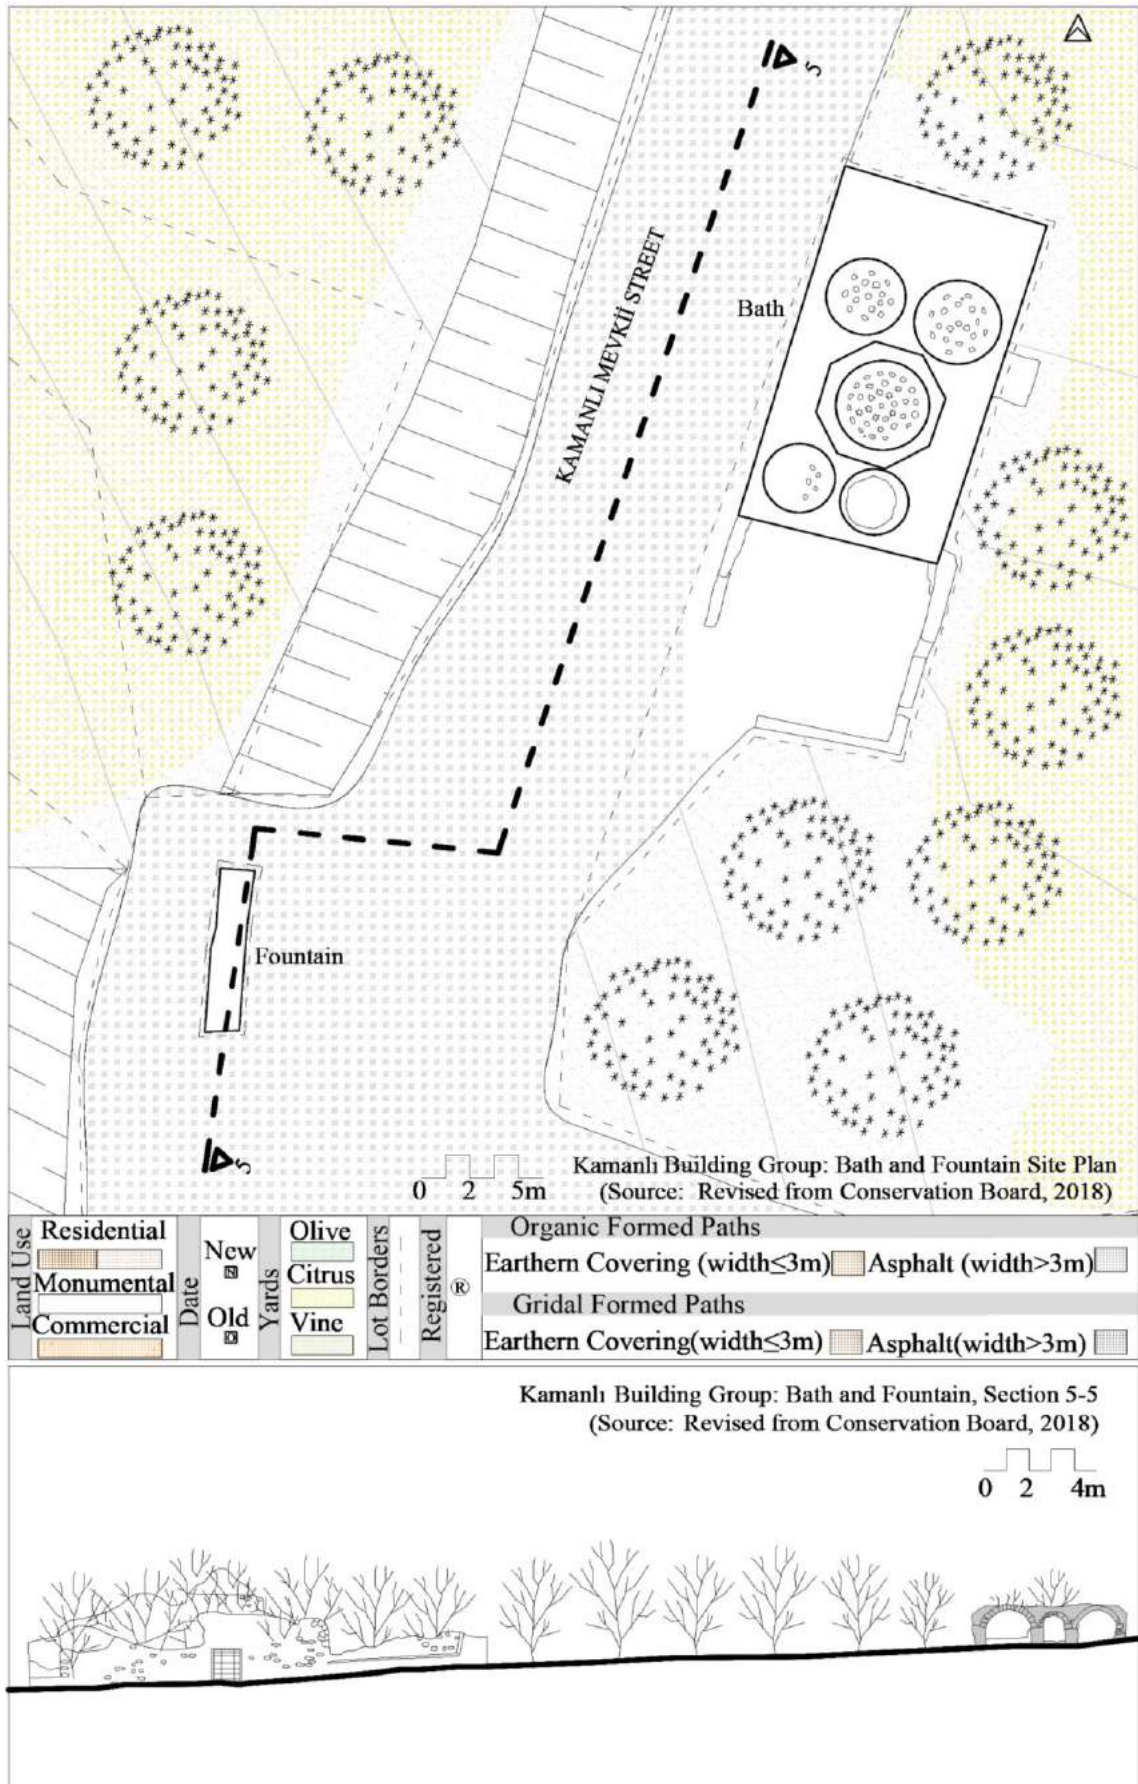 5
KAMANLI MEVKİİ STREET
Bath
Fountain
5
0 2 5m
Kamanlı Building Group: Bath and Fountain Site Plan
(Source: Revised from Conservation Board, 2018)
Land Use
Residential
Monumental
Commercial
Date
New
N
Old
O
Yards
Olive
Citrus
Vine
Lot Borders
Registered
®
Organic Formed Paths
Earthern Covering (width≤3m) Asphalt (width>3m)
Gridal Formed Paths
Earthern Covering(width≤3m) Asphalt(width>3m)
Kamanlı Building Group: Bath and Fountain, Section 5-5
(Source: Revised from Conservation Board, 2018)
0 2 4m